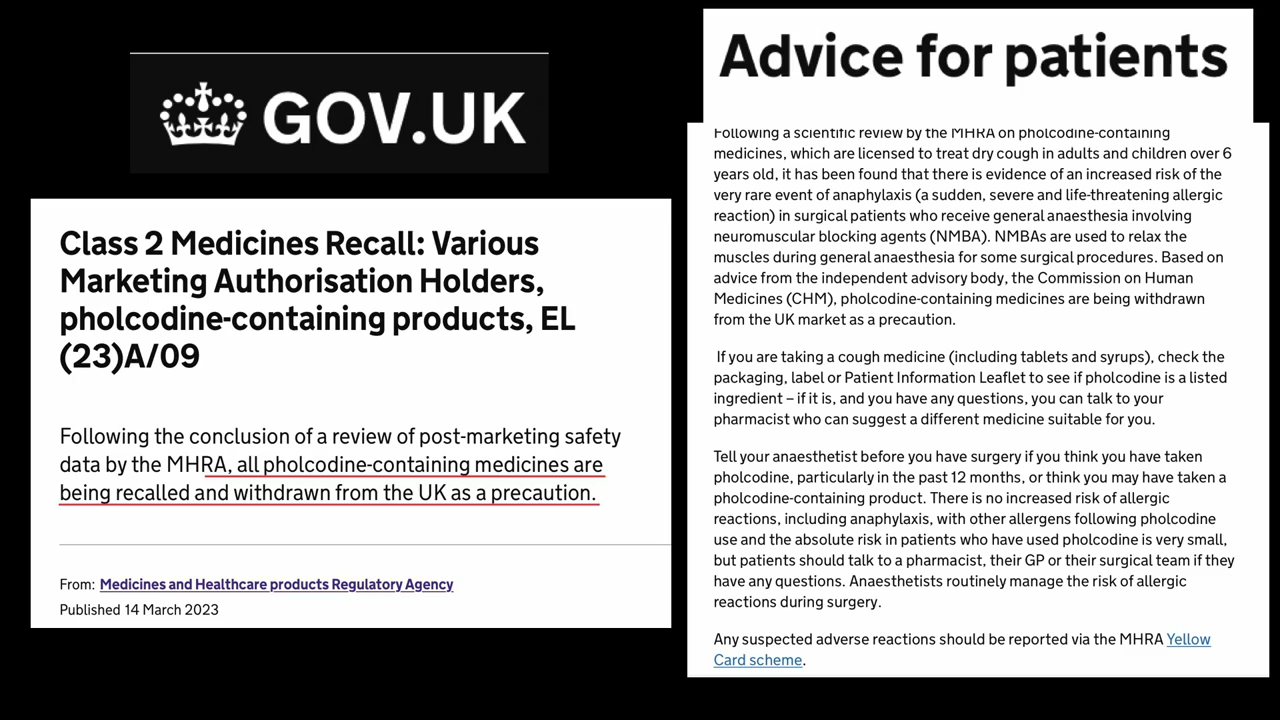 GOV.UK
Class 2 Medicines Recall: Various
Marketing Authorisation Holders,
pholcodine-containing products, EL
(23)A/09
Following the conclusion of a review of post-marketing safety
data by the MHRA, all pholcodine-containing medicines are
being recalled and withdrawn from the UK as a precaution.
From: Medicines and Healthcare products Regulatory Agency
Published 14 March 2023
Advice for patients
Following a scientific review by the MHRA on pholcodine-containing
medicines, which are licensed to treat dry cough in adults and children over 6
years old, it has been found that there is evidence of an increased risk of the
very rare event of anaphylaxis (a sudden, severe and life-threatening allergic
reaction) in surgical patients who receive general anaesthesia involving
neuromuscular blocking agents (NMBA). NMBAs are used to relax the
muscles during general anaesthesia for some surgical procedures. Based on
advice from the independent advisory body, the Commission on Human
Medicines (CHM), pholcodine-containing medicines are being withdrawn
from the UK market as a precaution.
If you are taking a cough medicine (including tablets and syrups), check the
packaging, label or Patient Information Leaflet to see if pholcodine is a listed
ingredient – if it is, and you have any questions, you can talk to your
pharmacist who can suggest a different medicine suitable for you.
Tell your anaesthetist before you have surgery if you think you have taken
pholcodine, particularly in the past 12 months, or think you may have taken a
pholcodine-containing product. There is no increased risk of allergic
reactions, including anaphylaxis, with other allergens following pholcodine
use and the absolute risk in patients who have used pholcodine is very small,
but patients should talk to a pharmacist, their GP or their surgical team if they
have any questions. Anaesthetists routinely manage the risk of allergic
reactions during surgery.
Any suspected adverse reactions should be reported via the MHRA Yellow
Card scheme.